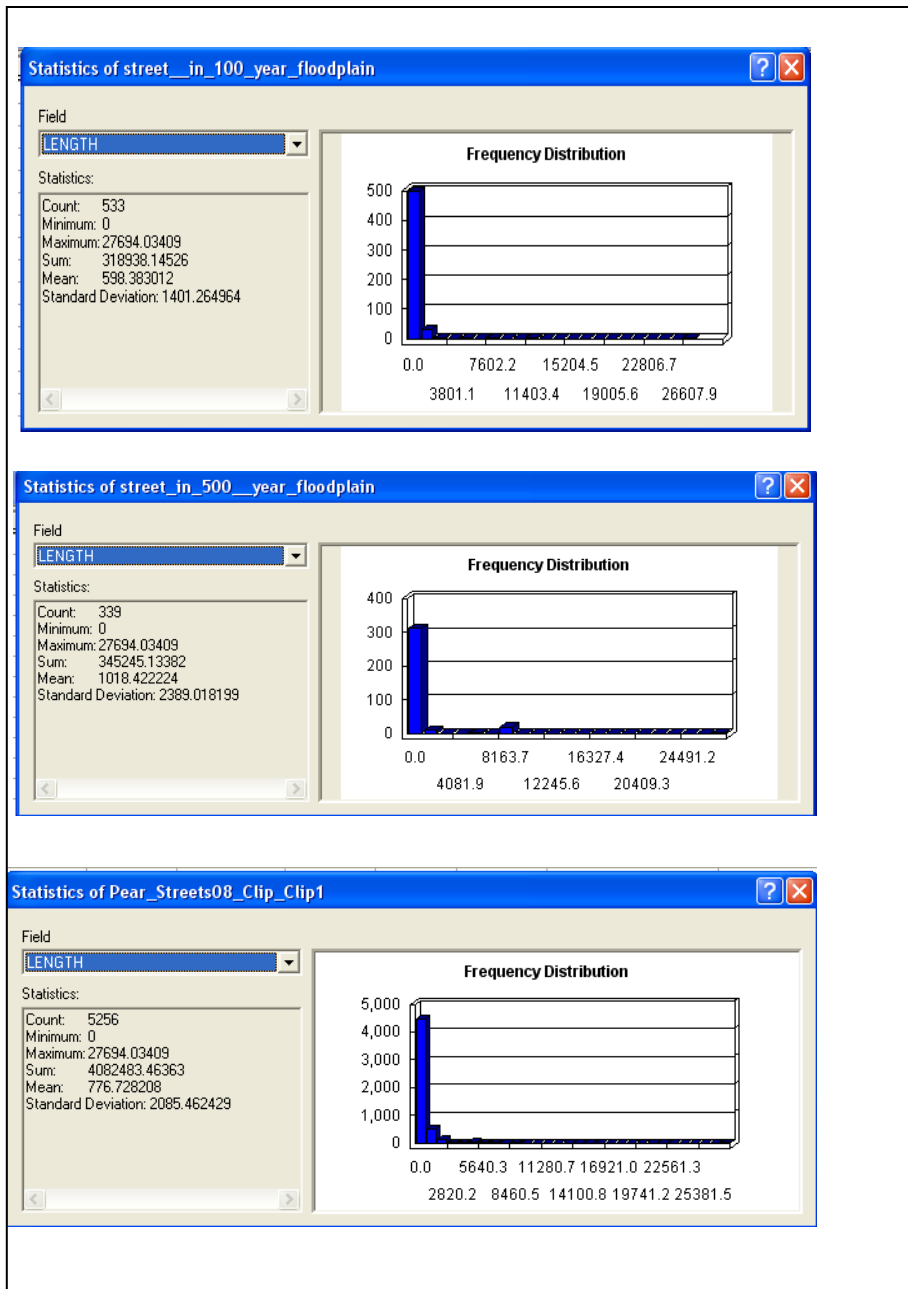 Statistics of street__in_100_year_floodplain
Field
LENGTH
Statistics:
Count: 533
Minimum: 0
Maximum: 27694.03409
Sum: 318938.14526
Mean: 598.383012
Standard Deviation: 1401.264964
Frequency Distribution
500
400
300
200
100
0
0.0 7602.2 15204.5 22806.7
3801.1 11403.4 19005.6 26607.9
Statistics of street_in_500__year_floodplain
Field
LENGTH
Statistics:
Count: 339
Minimum: 0
Maximum: 27694.03409
Sum: 345245.13382
Mean: 1018.422224
Standard Deviation: 2389.018199
Frequency Distribution
400
300
200
100
0
0.0 8163.7 16327.4 24491.2
4081.9 12245.6 20409.3
Statistics of Pear_Streets08_Clip_Clip1
Field
LENGTH
Statistics:
Count: 5256
Minimum: 0
Maximum: 27694.03409
Sum: 4082483.46363
Mean: 776.728208
Standard Deviation: 2085.462429
Frequency Distribution
5,000
4,000
3,000
2,000
1,000
0
0.0 5640.3 11280.7 16921.0 22561.3
2820.2 8460.5 14100.8 19741.2 25381.5